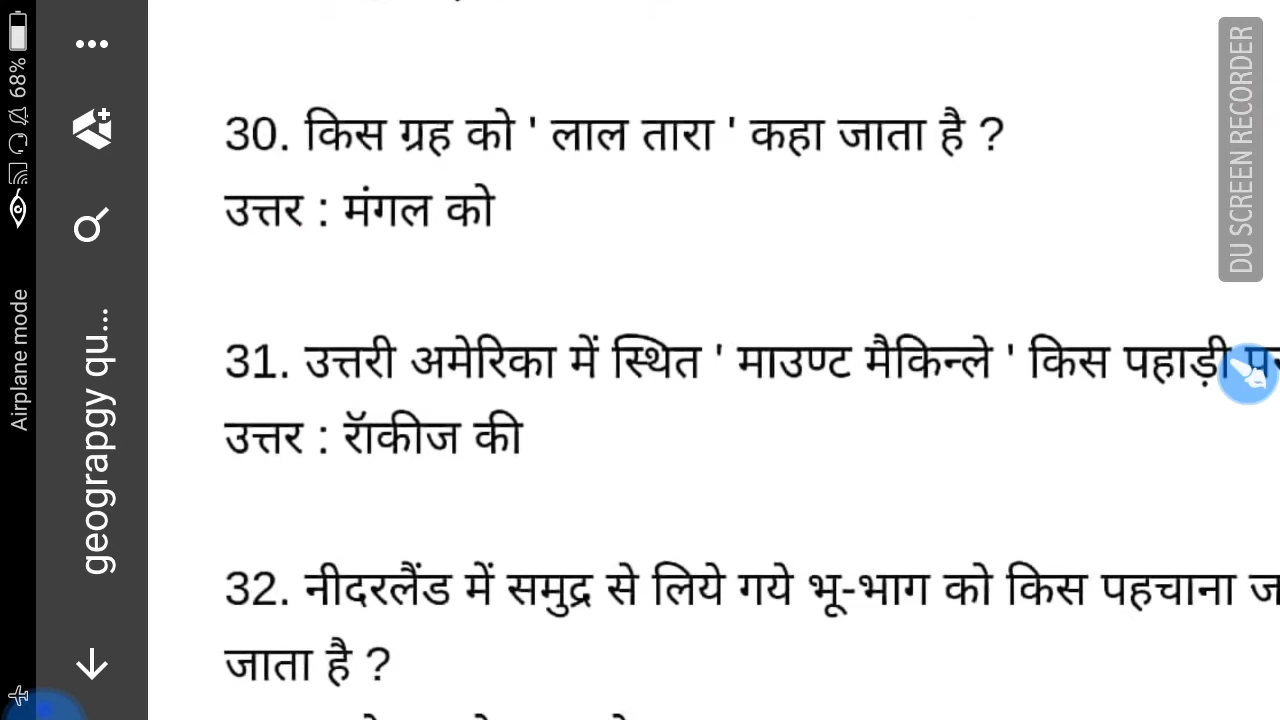 68%
Airplane mode
geograpgy qu...
30. किस ग्रह को ' लाल तारा ' कहा जाता है ?
उत्तर : मंगल को
31. उत्तरी अमेरिका में स्थित ' माउण्ट मैकिन्ले ' किस पहाड़ी
उत्तर : रॉकीज की
32. नीदरलैंड में समुद्र से लिये गये भू-भाग को किस पहचाना
जाता है ?
DU SCREEN RECORDER